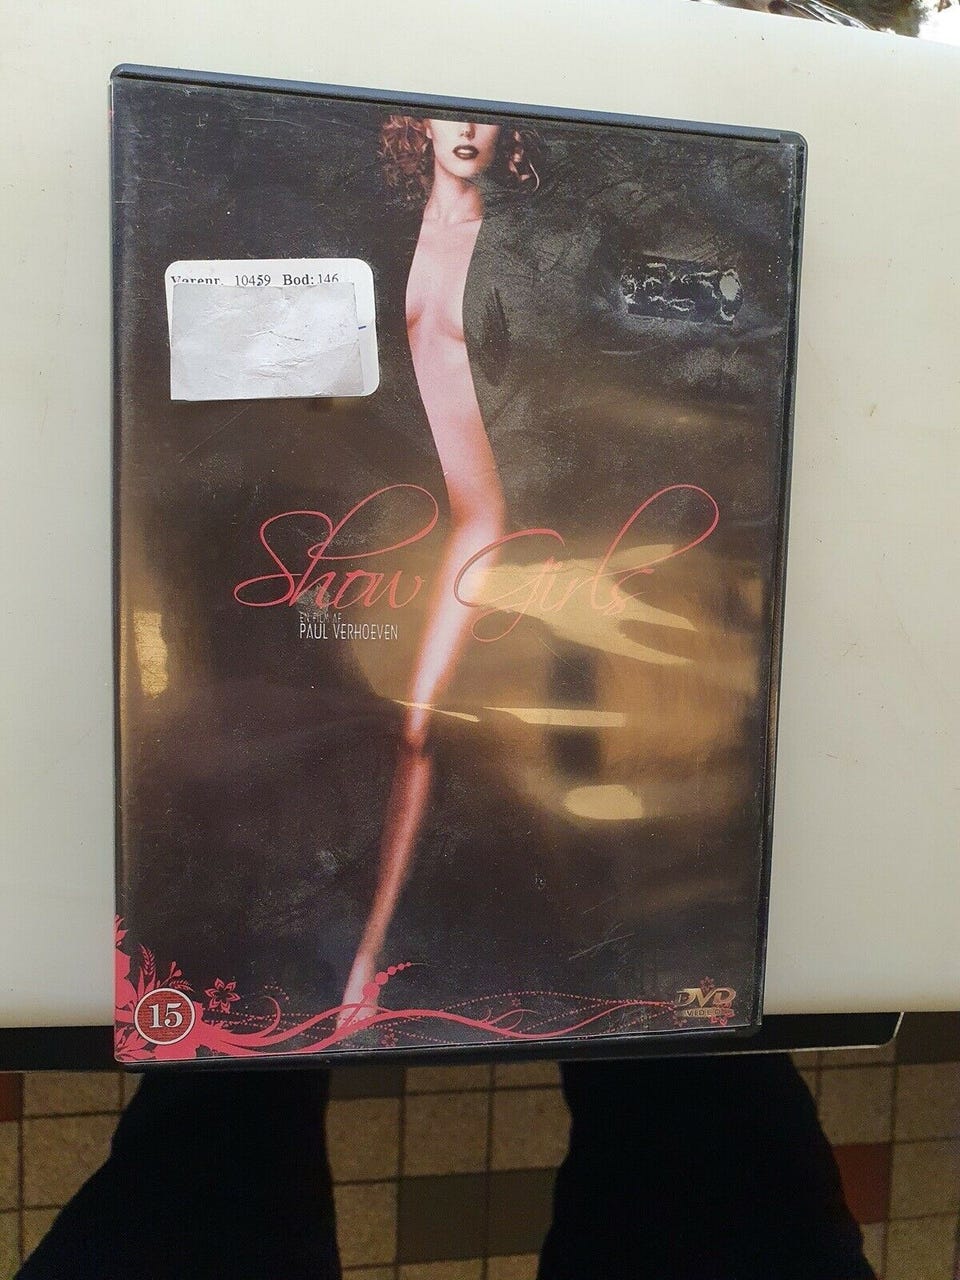 Varenr. 10459 Bod: 146
Show Girls
EN FILM AF
PAUL VERHOEVEN
15
DVD
VIDEO